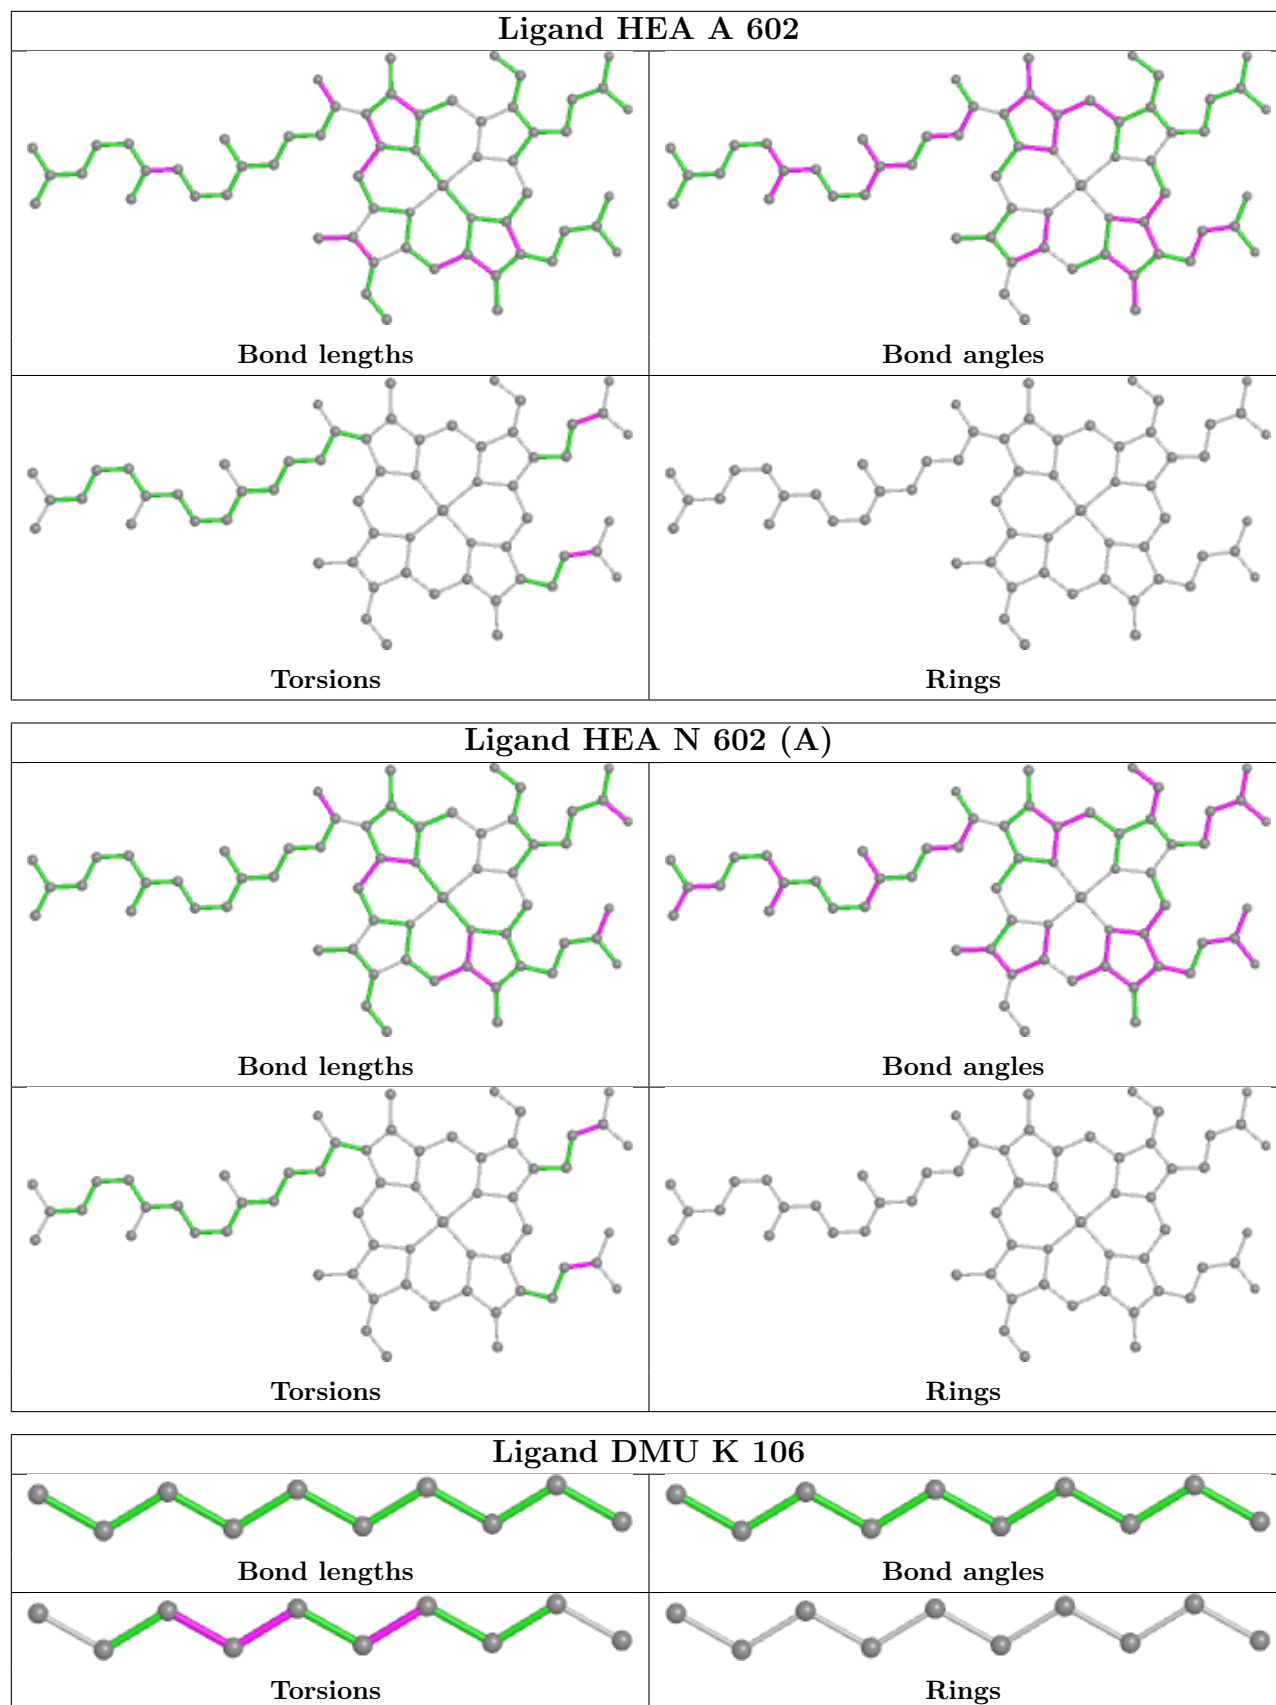 Ligand HEA A 602
Bond lengths
Bond angles
Torsions
Rings
Ligand HEA N 602 (A)
Bond lengths
Bond angles
Torsions
Rings
Ligand DMU K 106
Bond lengths
Bond angles
Torsions
Rings